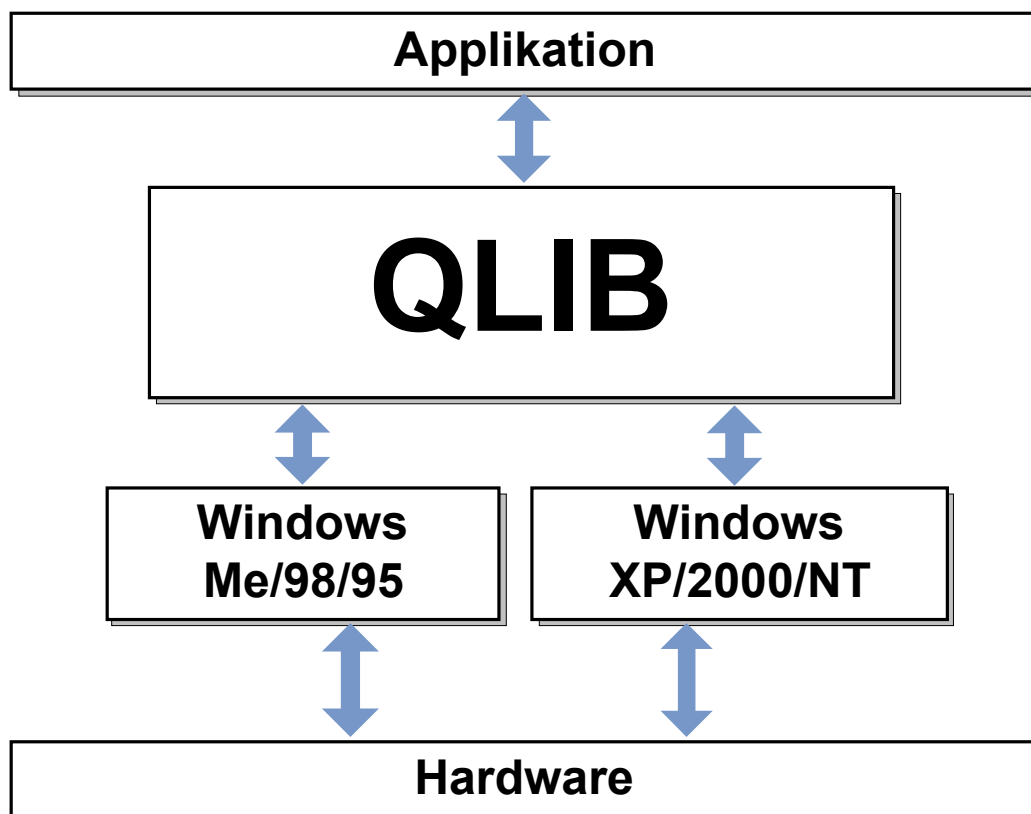 Applikation
QLIB
Windows
Me/98/95
Windows
XP/2000/NT
Hardware